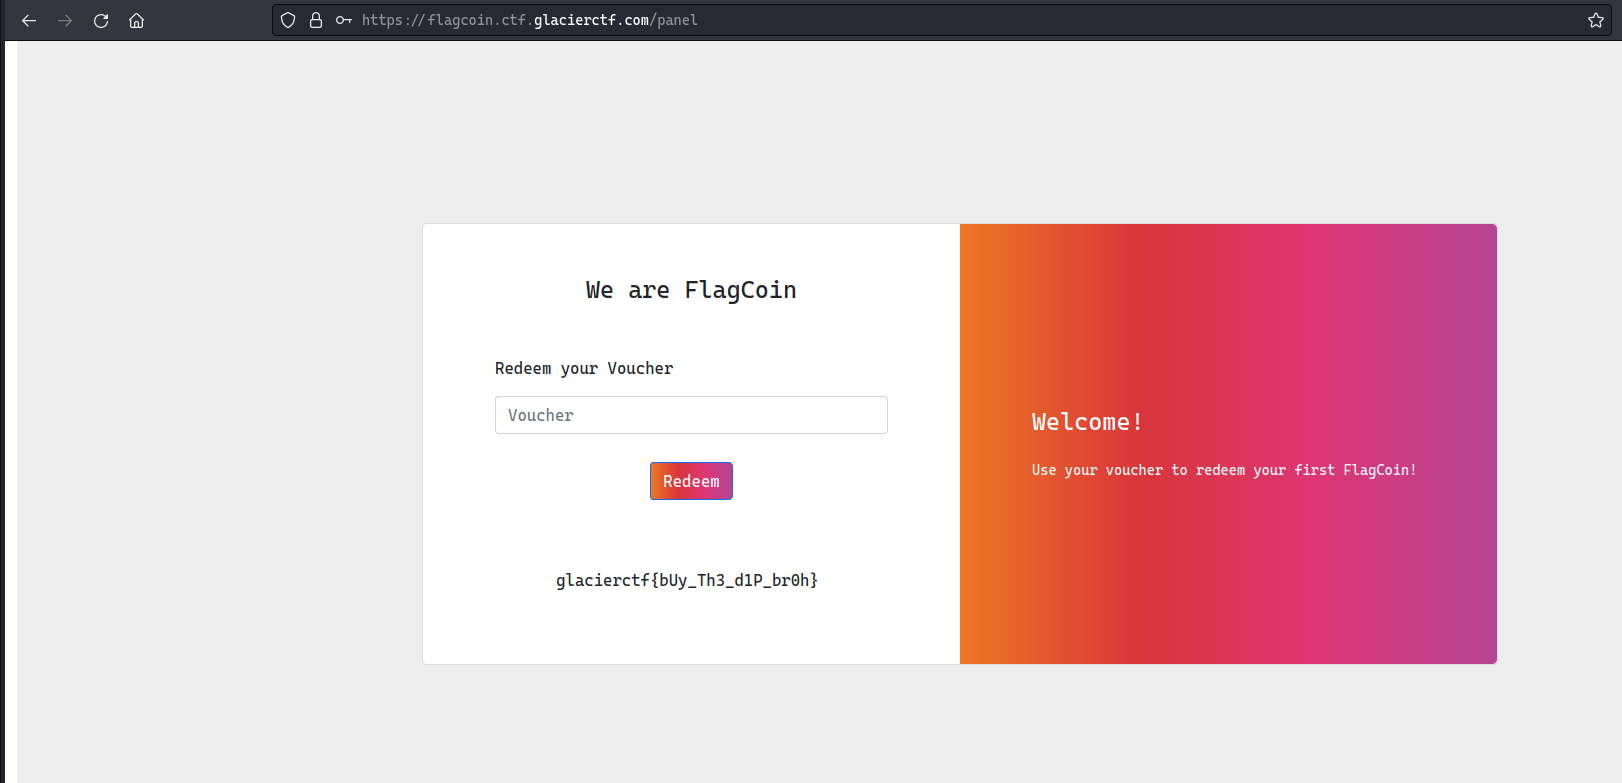 https://flagcoin.ctf.glacierctf.com/panel
We are FlagCoin
Redeem your Voucher
Voucher
Redeem
glacierctf{bUy_Th3_d1P_br0h}
Welcome!
Use your voucher to redeem your first FlagCoin!